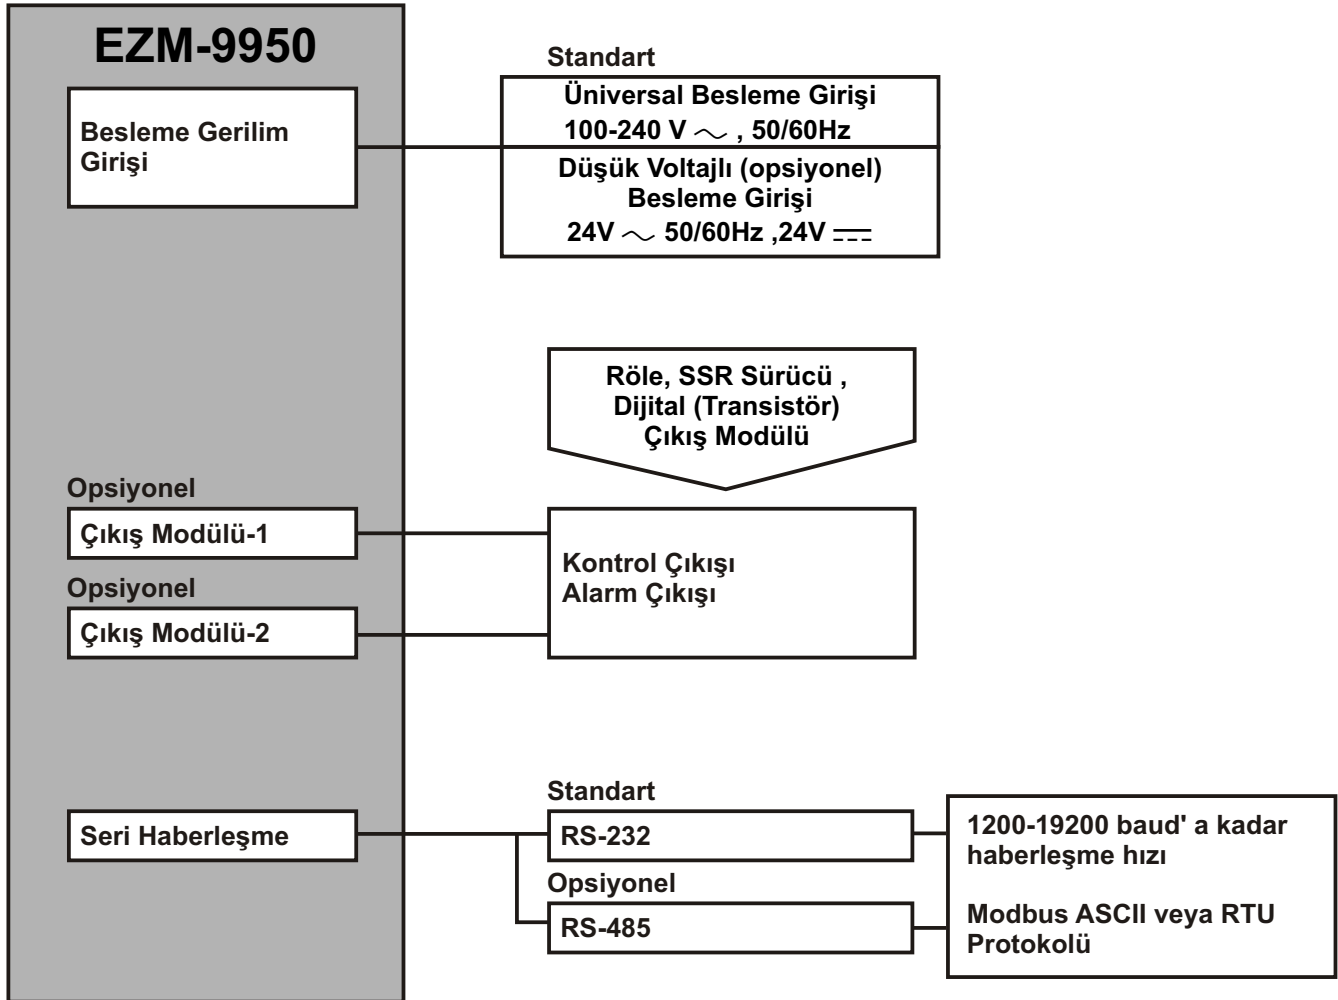 EZM-9950
Besleme Gerilim
Girişi
Standart
Üniversal Besleme Girişi
100-240 V ~ , 50/60Hz
Düşük Voltajlı (opsiyonel)
Besleme Girişi
24V ~ 50/60Hz ,24V ⎓
Röle, SSR Sürücü ,
Dijital (Transistör)
Çıkış Modülü
Opsiyonel
Çıkış Modülü-1
Opsiyonel
Çıkış Modülü-2
Kontrol Çıkışı
Alarm Çıkışı
Seri Haberleşme
Standart
RS-232
Opsiyonel
RS-485
1200-19200 baud' a kadar
haberleşme hızı
Modbus ASCII veya RTU
Protokolü